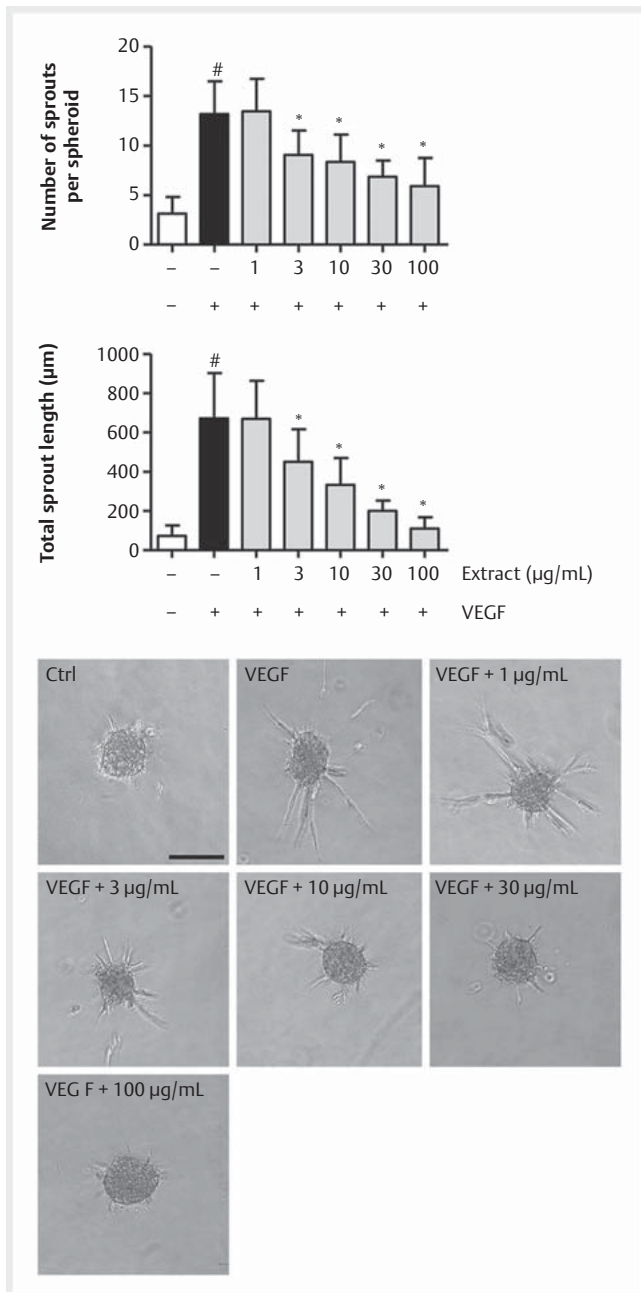 Number of sprouts
per spheroid
20
15
10
5
0
#
*
*
*
*
– – 1 3 10 30 100
– + + + + + +
Total sprout length (µm)
1000
800
600
400
200
0
#
*
*
*
*
– – 1 3 10 30 100 Extract (µg/mL)
– + + + + + + VEGF
Ctrl
VEGF
VEGF + 1 µg/mL
VEGF + 3 µg/mL
VEGF + 10 µg/mL
VEGF + 30 µg/mL
VEG F + 100 µg/mL